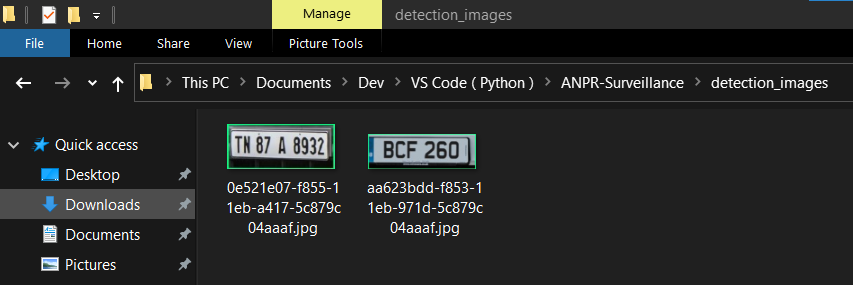 Manage
detection_images
File
Home
Share
View
Picture Tools
This PC > Documents > Dev > VS Code ( Python ) > ANPR-Surveillance > detection_images
Quick access
Desktop
Downloads
Documents
Pictures
TN 87 A 8932
0e521e07-f855-1
1eb-a417-5c879c
04aaaf.jpg
BCF 260
aa623bdd-f853-1
1eb-971d-5c879c
04aaaf.jpg